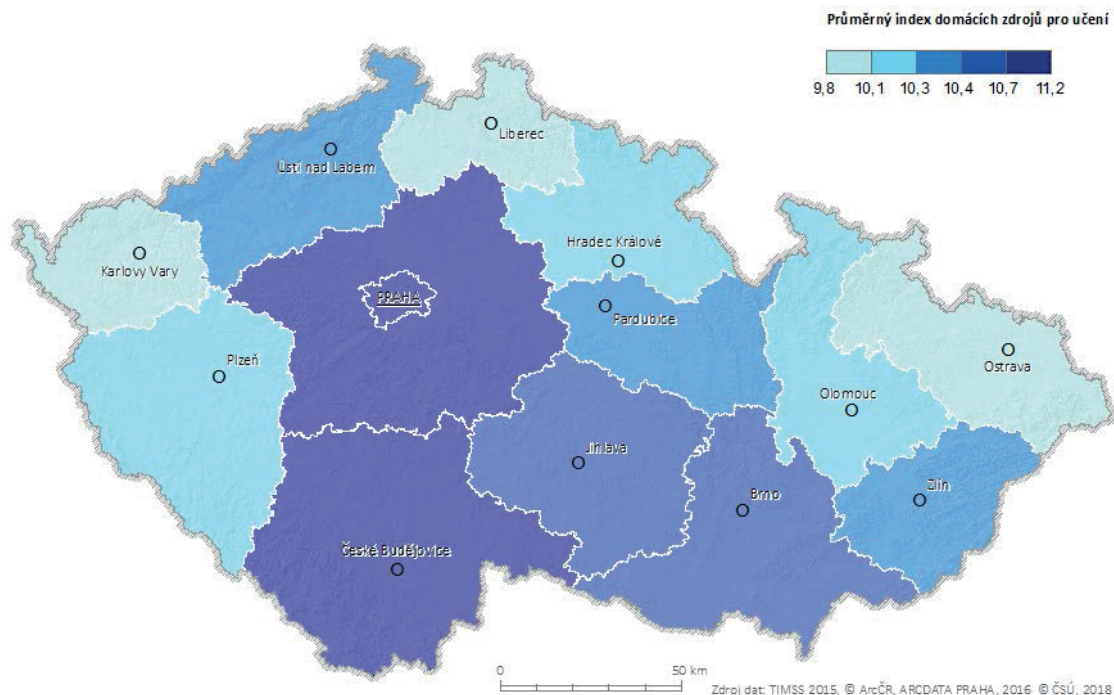 Průměrný index domácích zdrojů pro učení
9,8 10,1 10,3 10,4 10,7 11,2
Liberec
Ústí nad Labem
Hradec Králové
Karlovy Vary
PRAHA
Pardubice
Plzeň
Ostrava
Olomouc
Jihlava
Zlín
Brno
České Budějovice
0 50 km
Zdroj dat: TIMSS 2015, © ArcČR, ARCDATA PRAHA, 2016 © ČSÚ, 2018